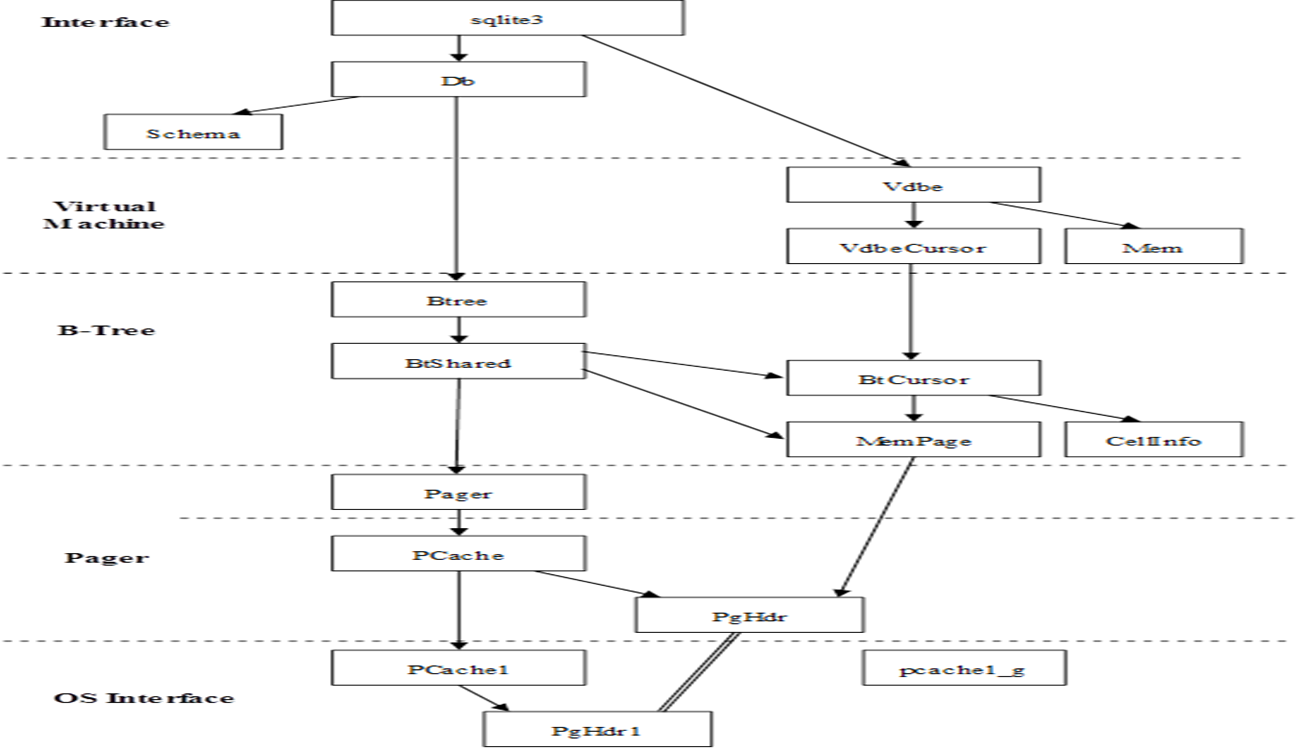 Interface
sqlite3
Db
Schema
Virtual
Machine
Vdbe
VdbeCursor
Mem
B-Tree
Btree
BtShared
BtCursor
MemPage
CellInfo
Pager
Pager
PCache
PgHdr
OS Interface
PCache1
pcache1_g
PgHdr1